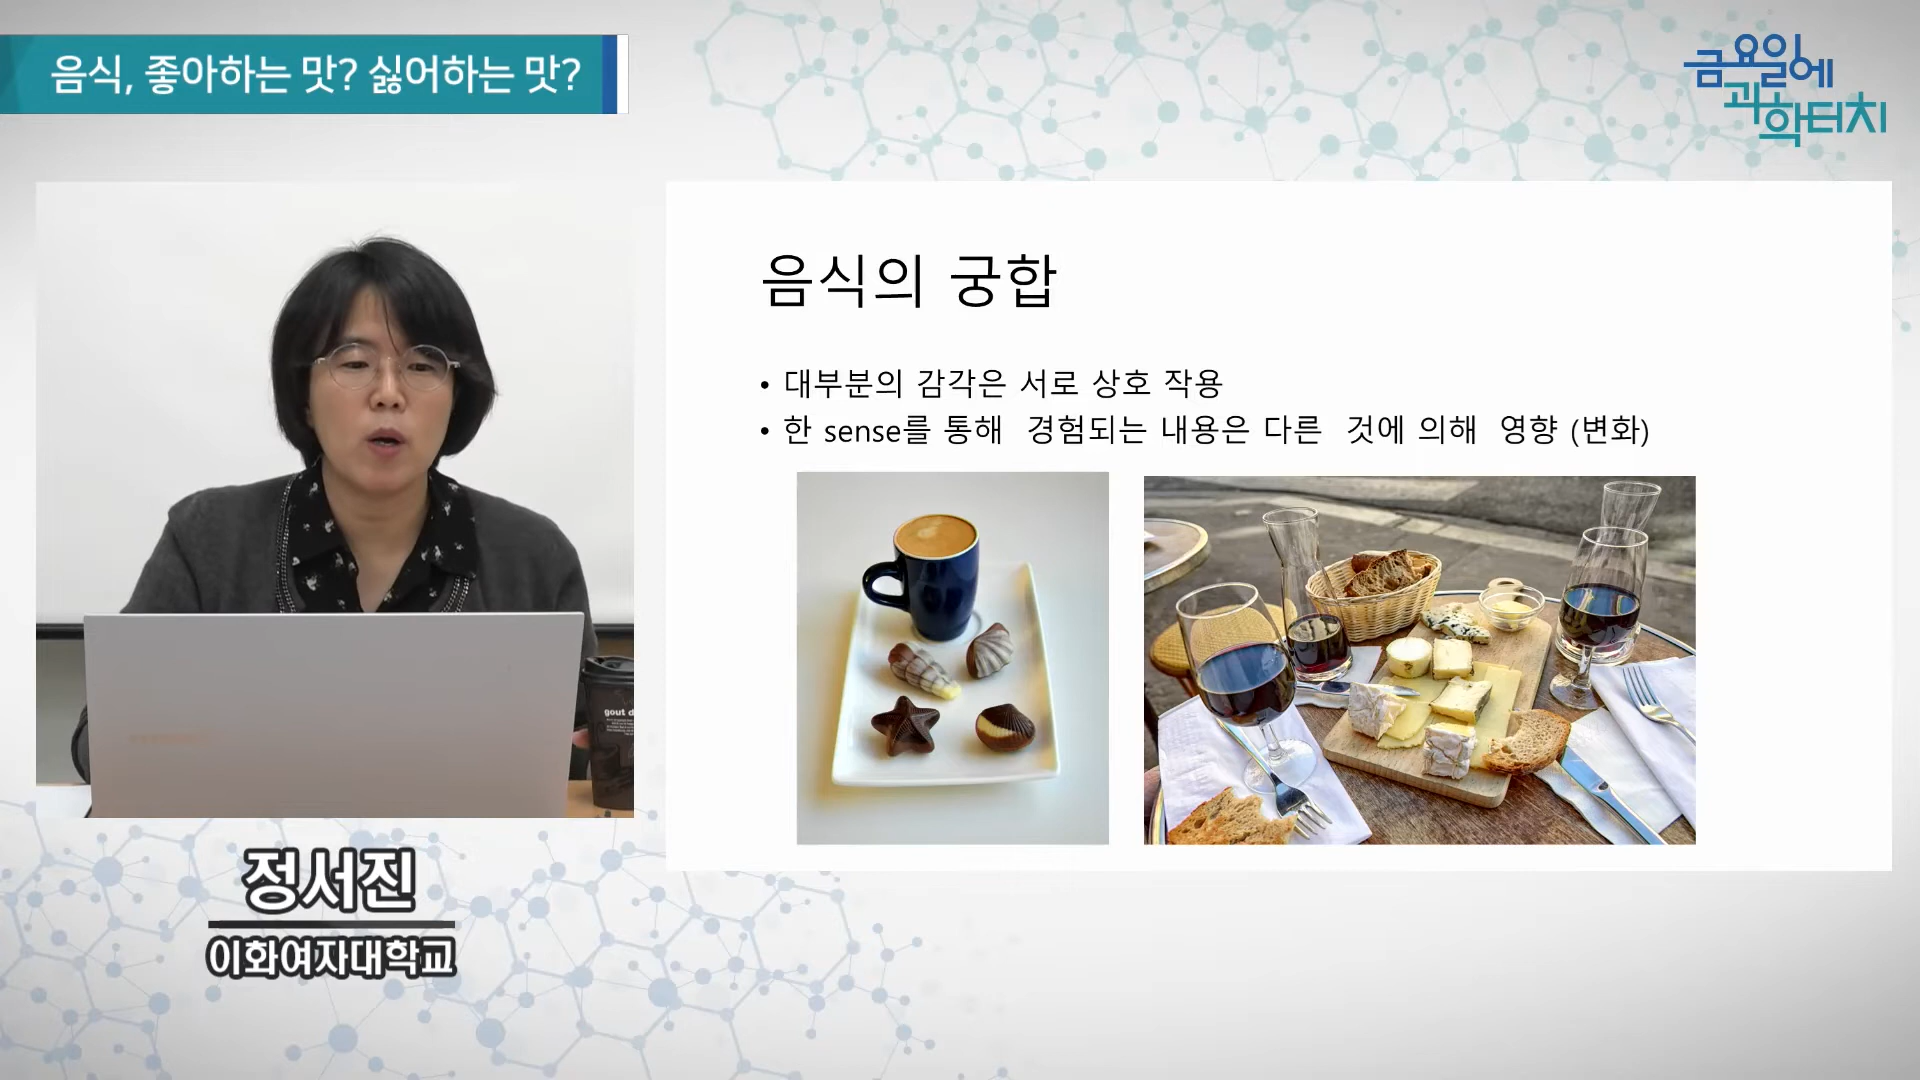 음식, 좋아하는 맛? 싫어하는 맛?
금요일에
과학터치
음식의 궁합
• 대부분의 감각은 서로 상호 작용
• 한 sense를 통해 경험되는 내용은 다른 것에 의해 영향 (변화)
gout d
정서진
이화여자대학교